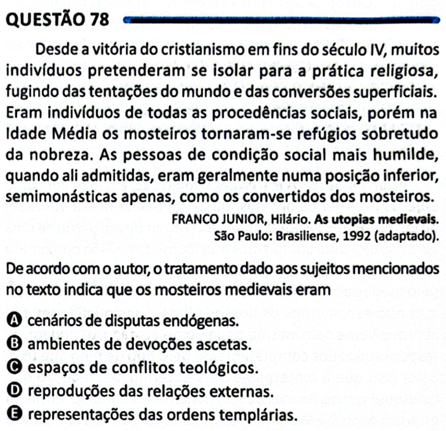 QUESTÃO 78
Desde a vitória do cristianismo em fins do século IV, muitos
indivíduos pretenderam se isolar para a prática religiosa,
fugindo das tentações do mundo e das conversões superficiais.
Eram indivíduos de todas as procedências sociais, porém na
Idade Média os mosteiros tornaram-se refúgios sobretudo
da nobreza. As pessoas de condição social mais humilde,
quando ali admitidas, eram geralmente numa posição inferior,
semimonásticas apenas, como os convertidos dos mosteiros.
FRANCO JUNIOR, Hilário. As utopias medievais.
São Paulo: Brasiliense, 1992 (adaptado).
De acordo com o autor, o tratamento dado aos sujeitos mencionados
no texto indica que os mosteiros medievais eram
A cenários de disputas endógenas.
B ambientes de devoções ascetas.
C espaços de conflitos teológicos.
D reproduções das relações externas.
E representações das ordens templárias.